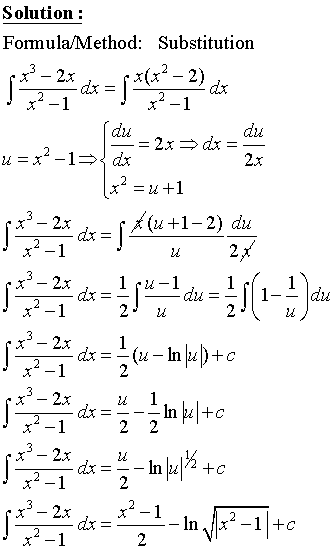 Solution :
Formula/Method: Substitution
∫ (x³ − 2x)/(x² − 1) dx = ∫ x(x² − 2)/(x² − 1) dx
u = x² − 1 ⇒ { du/dx = 2x ⇒ dx = du/2x
x² = u + 1
∫ (x³ − 2x)/(x² − 1) dx = ∫ x(u + 1 − 2)/u du/2x
∫ (x³ − 2x)/(x² − 1) dx = 1/2 ∫ (u − 1)/u du = 1/2 ∫ (1 − 1/u) du
∫ (x³ − 2x)/(x² − 1) dx = 1/2 (u − ln|u|) + c
∫ (x³ − 2x)/(x² − 1) dx = u/2 − 1/2 ln|u| + c
∫ (x³ − 2x)/(x² − 1) dx = u/2 − ln|u|^½ + c
∫ (x³ − 2x)/(x² − 1) dx = (x² − 1)/2 − ln √|x² − 1| + c